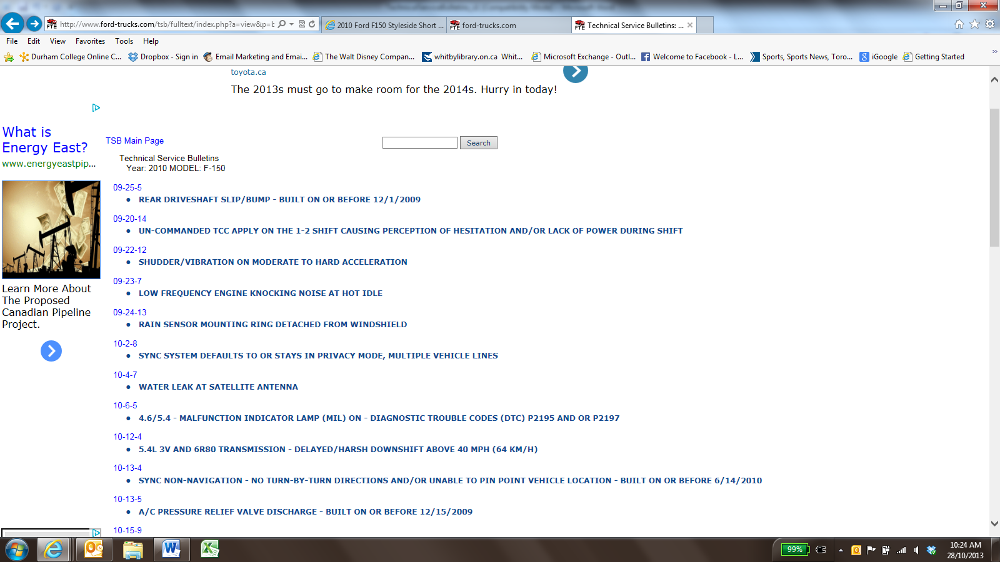 http://www.ford-trucks.com/tsb/fulltext/index.php?a=view&p=b
2010 Ford F150 Styleside Short ...
ford-trucks.com
Technical Service Bulletins: ...
File Edit View Favorites Tools Help
Durham College Online C...
Dropbox - Sign in
Email Marketing and Emai...
The Walt Disney Compan...
whitbylibrary.on.ca Whit...
Microsoft Exchange - Outl...
Welcome to Facebook - L...
Sports, Sports News, Toro...
iGoogle
Getting Started
toyota.ca
The 2013s must go to make room for the 2014s. Hurry in today!
What is
Energy East?
www.energyeastpip...
Learn More About
The Proposed
Canadian Pipeline
Project.
TSB Main Page
Search
Technical Service Bulletins
Year: 2010 MODEL: F-150
09-25-5
• REAR DRIVESHAFT SLIP/BUMP - BUILT ON OR BEFORE 12/1/2009
09-20-14
• UN-COMMANDED TCC APPLY ON THE 1-2 SHIFT CAUSING PERCEPTION OF HESITATION AND/OR LACK OF POWER DURING SHIFT
09-22-12
• SHUDDER/VIBRATION ON MODERATE TO HARD ACCELERATION
09-23-7
• LOW FREQUENCY ENGINE KNOCKING NOISE AT HOT IDLE
09-24-13
• RAIN SENSOR MOUNTING RING DETACHED FROM WINDSHIELD
10-2-8
• SYNC SYSTEM DEFAULTS TO OR STAYS IN PRIVACY MODE, MULTIPLE VEHICLE LINES
10-4-7
• WATER LEAK AT SATELLITE ANTENNA
10-6-5
• 4.6/5.4 - MALFUNCTION INDICATOR LAMP (MIL) ON - DIAGNOSTIC TROUBLE CODES (DTC) P2195 AND OR P2197
10-12-4
• 5.4L 3V AND 6R80 TRANSMISSION - DELAYED/HARSH DOWNSHIFT ABOVE 40 MPH (64 KM/H)
10-13-4
• SYNC NON-NAVIGATION - NO TURN-BY-TURN DIRECTIONS AND/OR UNABLE TO PIN POINT VEHICLE LOCATION - BUILT ON OR BEFORE 6/14/2010
10-13-5
• A/C PRESSURE RELIEF VALVE DISCHARGE - BUILT ON OR BEFORE 12/15/2009
10-15-9
99%
10:24 AM
28/10/2013